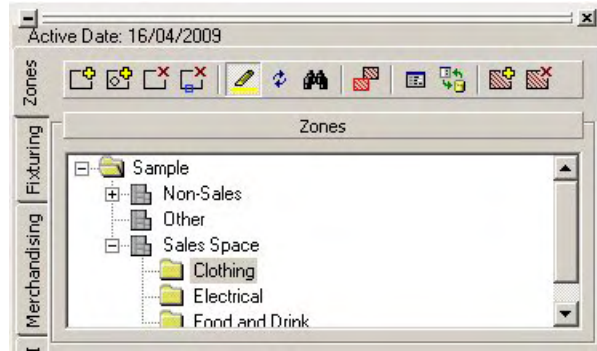 Active Date: 16/04/2009
Zones
Fixturing
Merchandising
Zones
Sample
Non-Sales
Other
Sales Space
Clothing
Electrical
Food and Drink